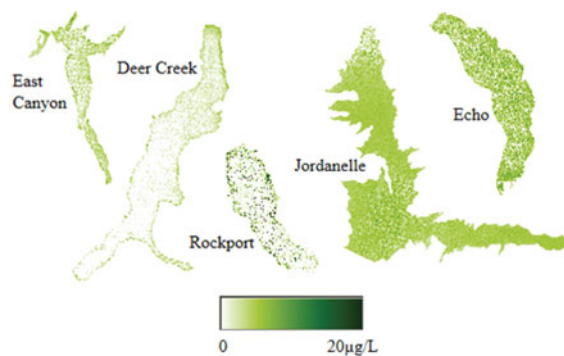 East
Canyon
Deer Creek
Rockport
Jordanelle
Echo
0 20µg/L